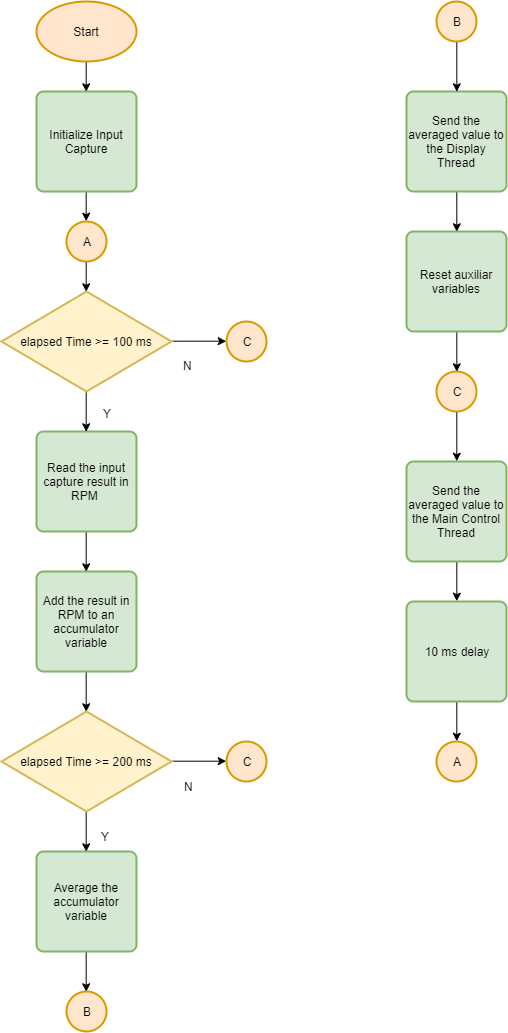 Start
Initialize Input
Capture
A
elapsed Time >= 100 ms
C
N
Y
Read the input
capture result in
RPM
Add the result in
RPM to an
accumulator
variable
elapsed Time >= 200 ms
C
N
Y
Average the
accumulator
variable
B
B
Send the
averaged value to
the Display
Thread
Reset auxiliar
variables
C
Send the
averaged value to
the Main Control
Thread
10 ms delay
A